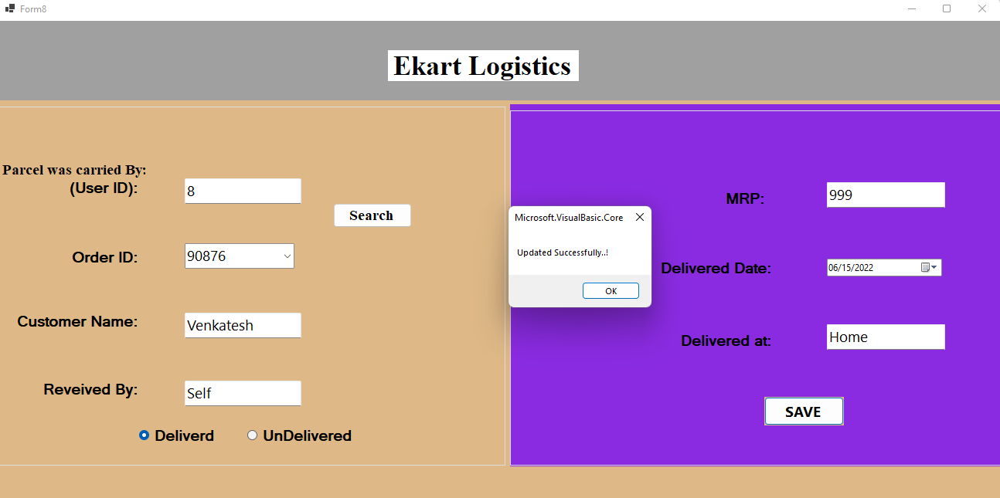 Form8
Ekart Logistics
Parcel was carried By:
(User ID):
8
Search
Order ID:
90876
Customer Name:
Venkatesh
Reveived By:
Self
Deliverd
UnDelivered
Microsoft.VisualBasic.Core
Updated Successfully..!
OK
MRP:
999
Delivered Date:
06/15/2022
Delivered at:
Home
SAVE